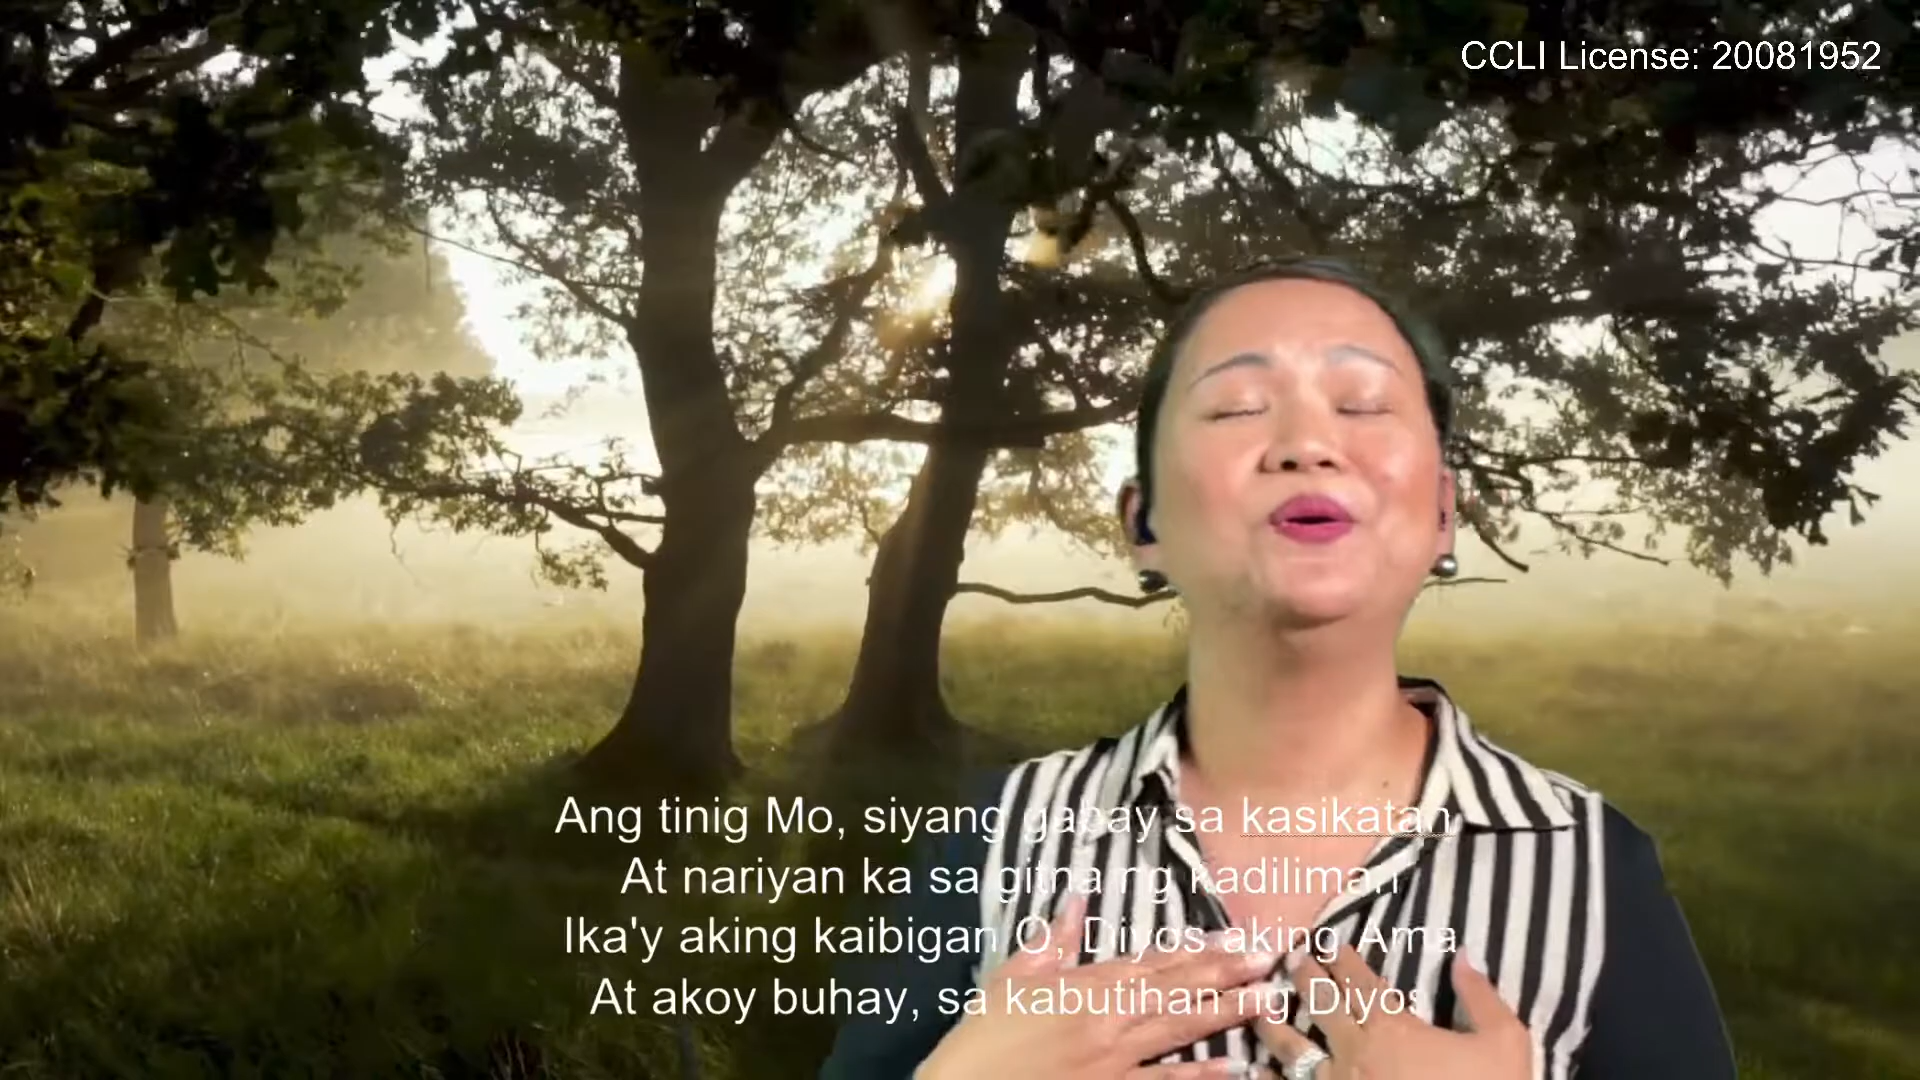 CCLI License: 20081952
Ang tinig Mo, siyang gabay sa kasikatan
At nariyan ka sa gitna ng kadiliman
Ika'y aking kaibigan O, Diyos aking Ama
At akoy buhay, sa kabutihan ng Diyos